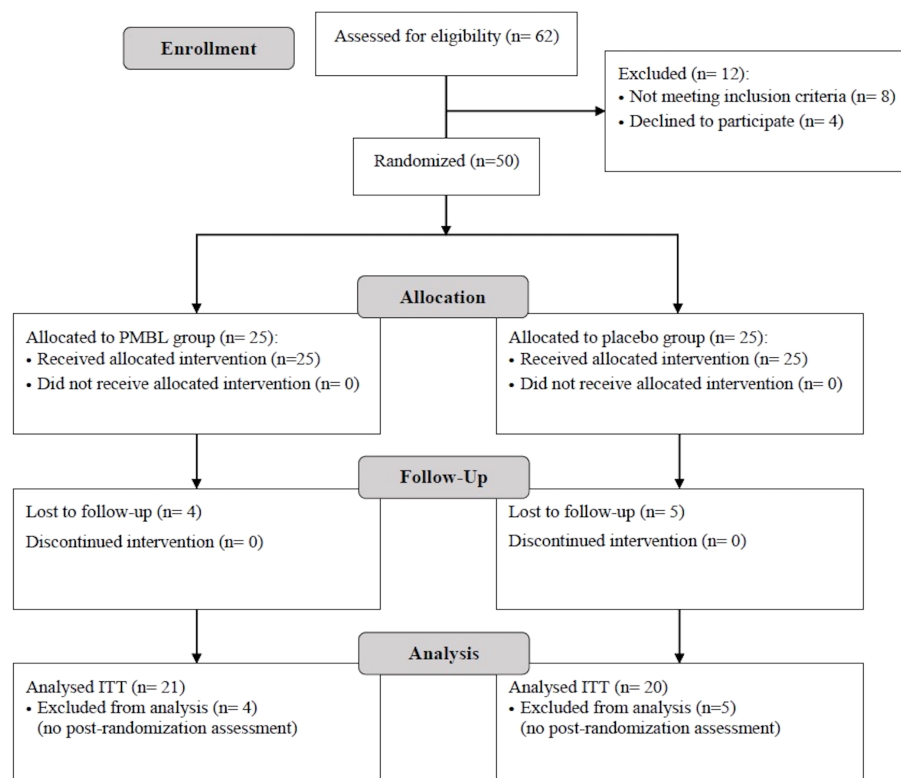 Enrollment
Assessed for eligibility (n= 62)
Excluded (n= 12):
• Not meeting inclusion criteria (n= 8)
• Declined to participate (n= 4)
Randomized (n=50)
Allocation
Allocated to PMBL group (n= 25):
• Received allocated intervention (n=25)
• Did not receive allocated intervention (n= 0)
Allocated to placebo group (n= 25):
• Received allocated intervention (n= 25)
• Did not receive allocated intervention (n= 0)
Follow-Up
Lost to follow-up (n= 4)
Discontinued intervention (n= 0)
Lost to follow-up (n= 5)
Discontinued intervention (n= 0)
Analysis
Analysed ITT (n= 21)
• Excluded from analysis (n= 4)
(no post-randomization assessment)
Analysed ITT (n= 20)
• Excluded from analysis (n=5)
(no post-randomization assessment)